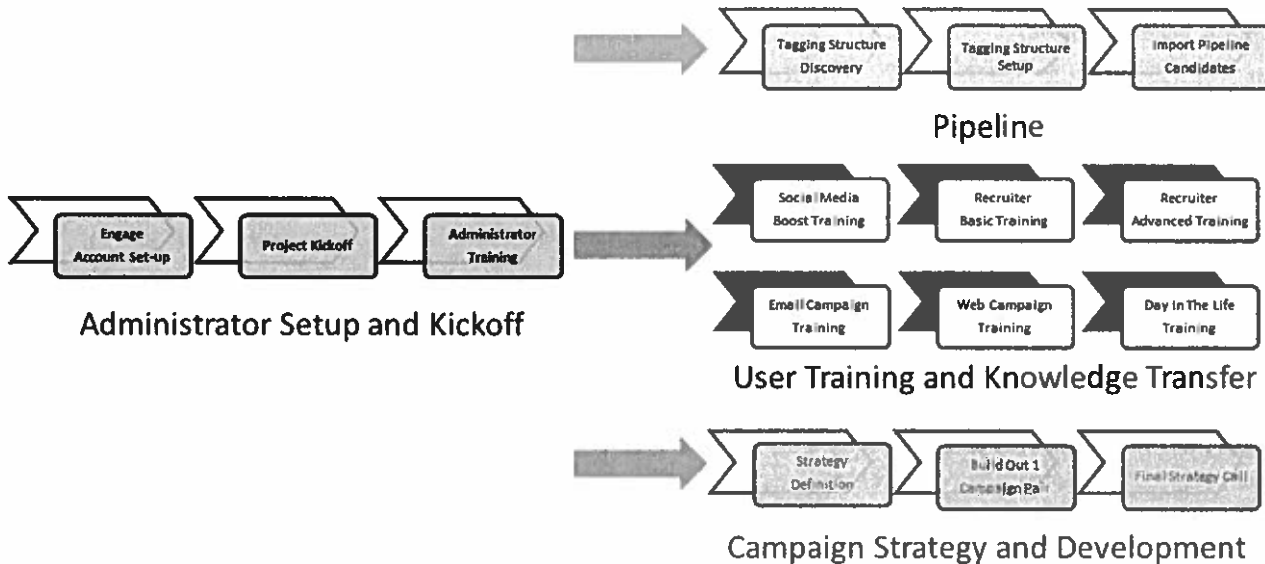 Tagging Structure
Discovery
Tagging Structure
Setup
Import Pipeline
Candidates
Pipeline
Engage
Account Set-up
Project Kickoff
Administrator
Training
Administrator Setup and Kickoff
Social Media
Boost Training
Recruiter
Basic Training
Recruiter
Advanced Training
Email Campaign
Training
Web Campaign
Training
Day In The Life
Training
User Training and Knowledge Transfer
Strategy
Definition
Build Out 1
Campaign Pair
Final Strategy Call
Campaign Strategy and Development